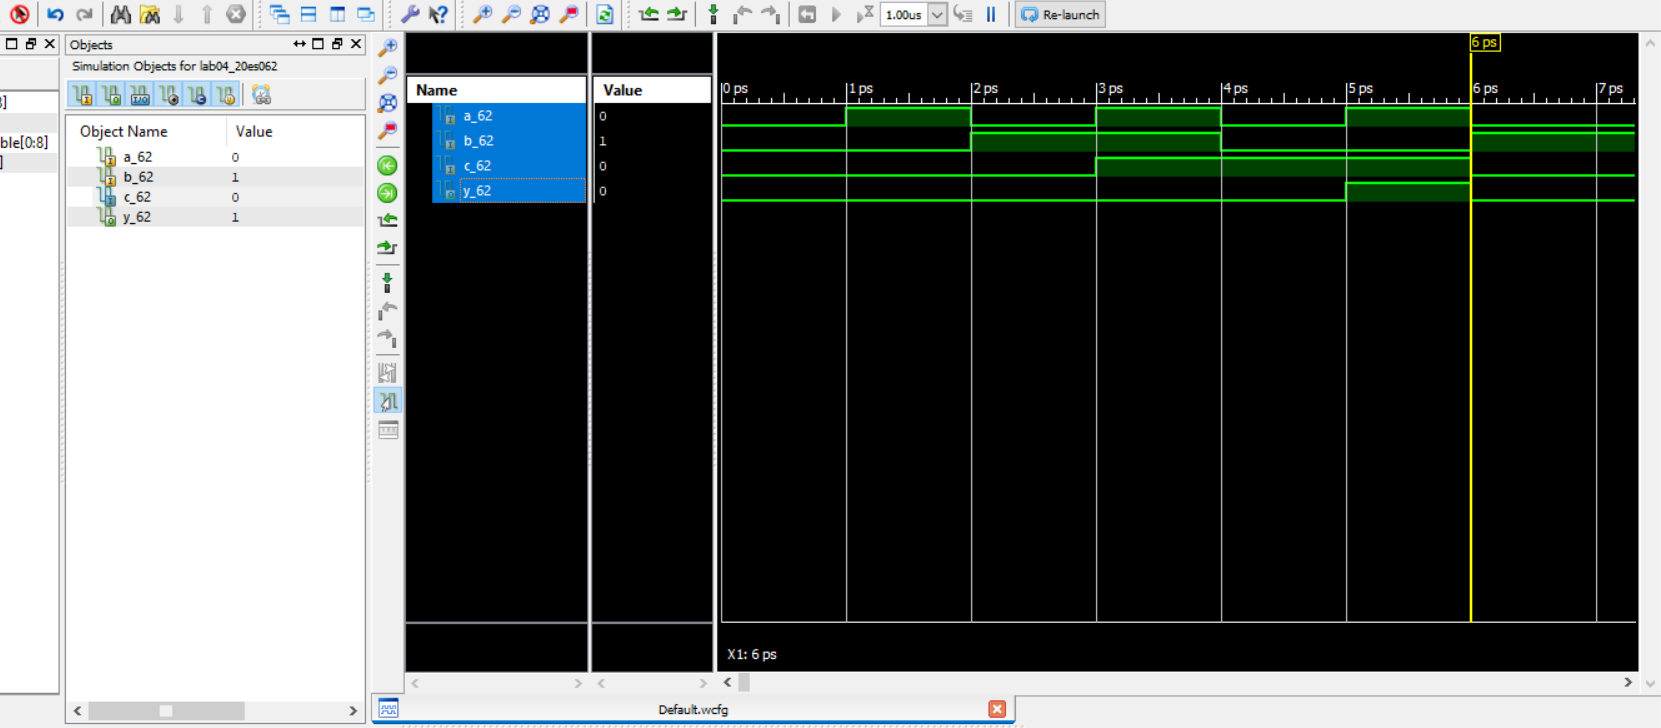 1.00us
Re-launch
Objects
Simulation Objects for lab04_20es062
Object Name Value
a_62 0
b_62 1
c_62 0
y_62 1
]
ble[0:8]
]
Name Value
a_62 0
b_62 1
c_62 0
y_62 0
6 ps
0 ps 1 ps 2 ps 3 ps 4 ps 5 ps 6 ps 7 ps
X1: 6 ps
Default.wcfg